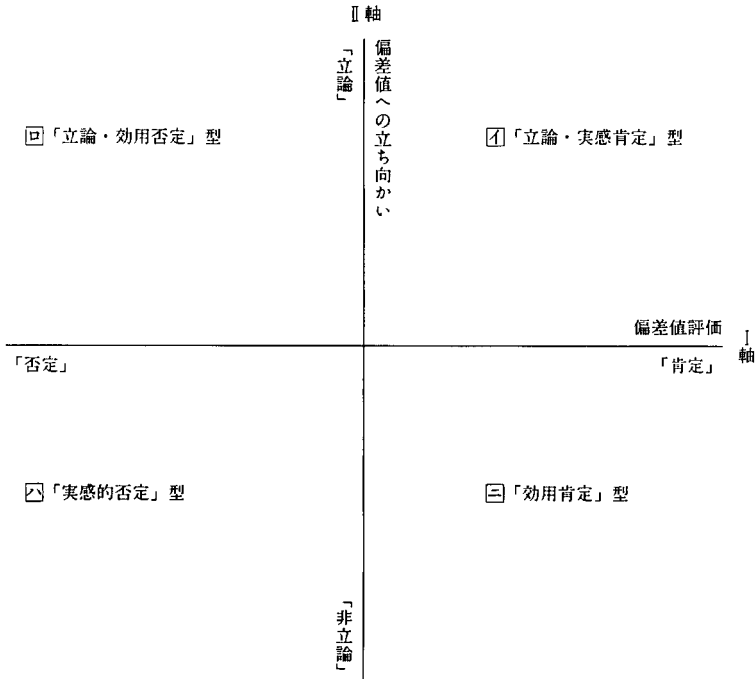 Ⅱ軸
「立論」
偏差値への立ち向かい
ロ「立論・効用否定」型
イ「立論・実感肯定」型
偏差値評価
Ⅰ軸
「否定」
「肯定」
ハ「実感的否定」型
ニ「効用肯定」型
「非立論」